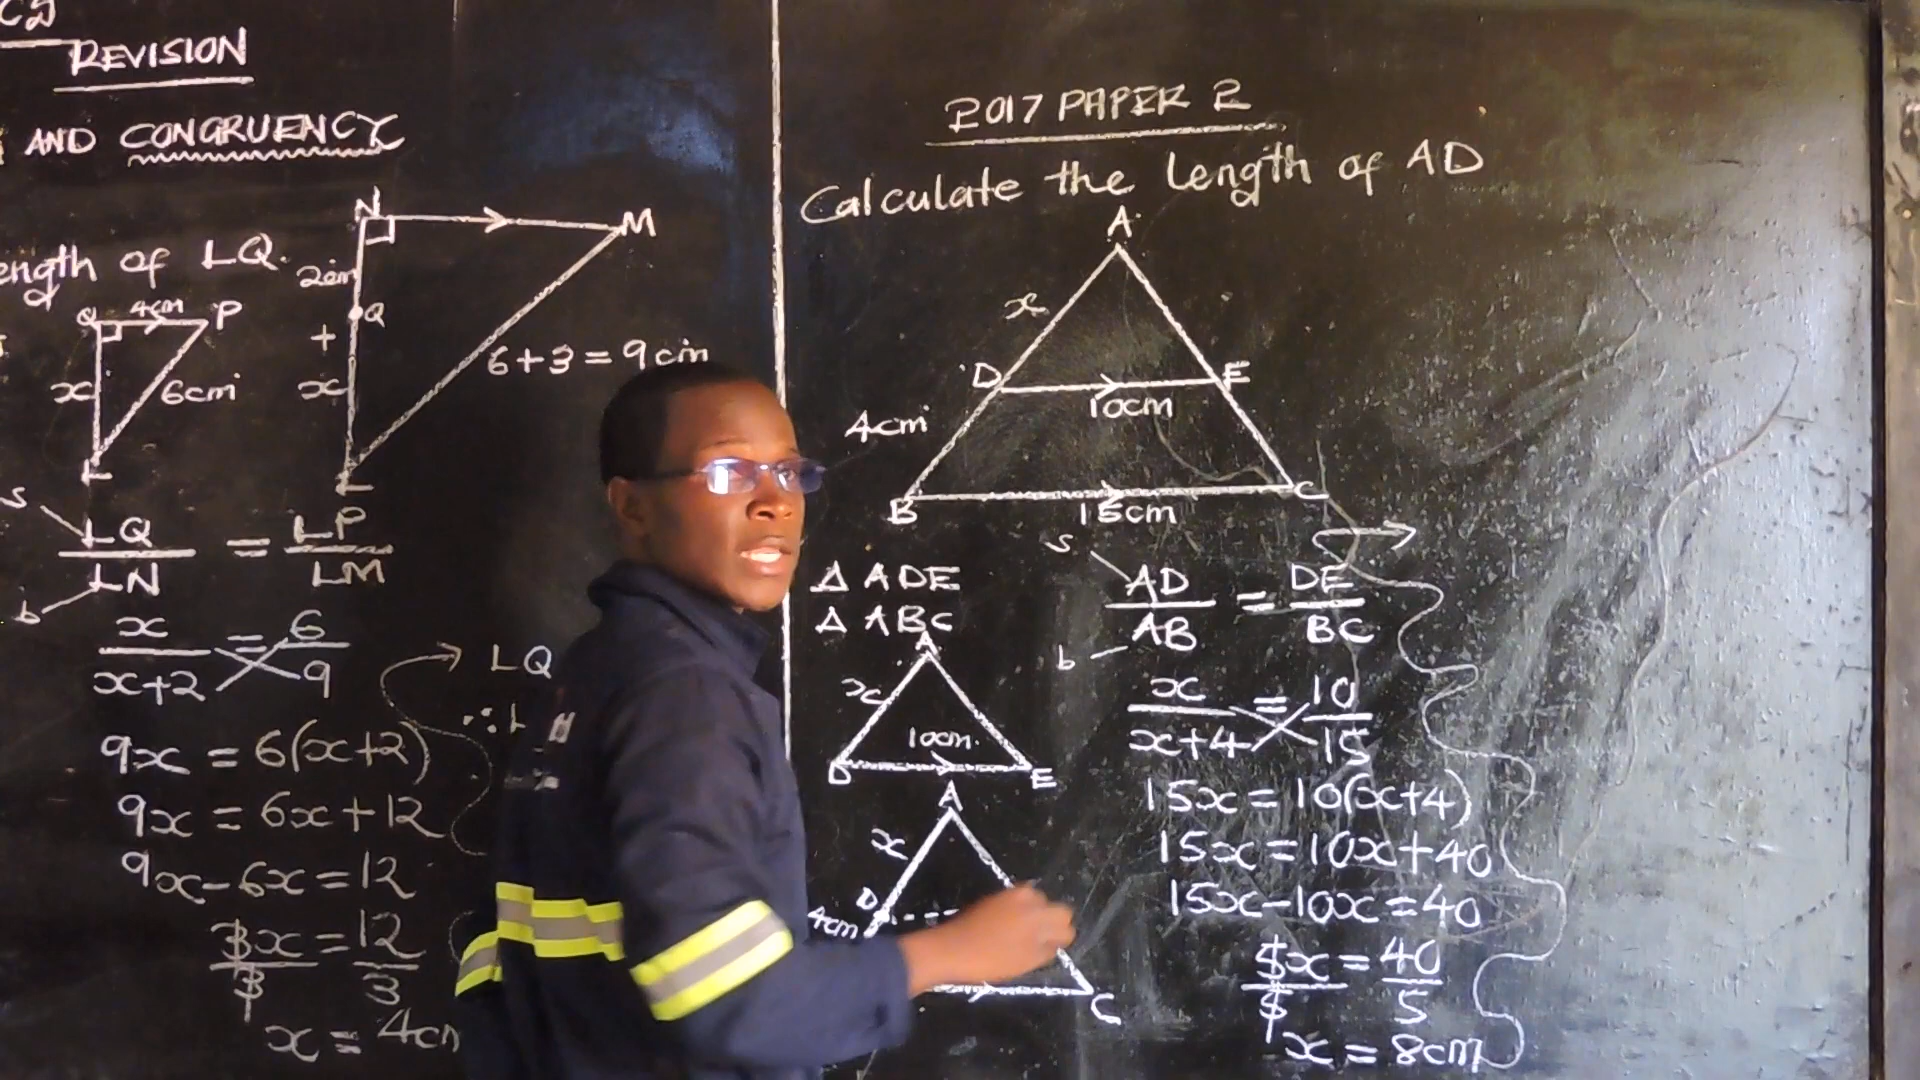 REVISION
AND CONGRUENCY
ength of LQ.
N
M
2cm
Q
+
x
L
6+3=9cm
Q 4cm P
x
6cm
L
s
LQ = LP
LN LM
b
x = 6
x+2 9
9x = 6(x+2)
9x = 6x+12
9x-6x=12
3x = 12
3 3
x = 4c
LQ
2017 PAPER 2
Calculate the length of AD
A
x
D E
10cm
4cm
B C
15cm
Δ ADE
Δ ABC
A
x
10cm
D E
A
x
D
4cm
C
s
AD = DE
AB BC
b
x = 10
x+4 15
15x=10(x+4)
15x=10x+40
15x-10x=40
5x = 40
5 5
x = 8cm